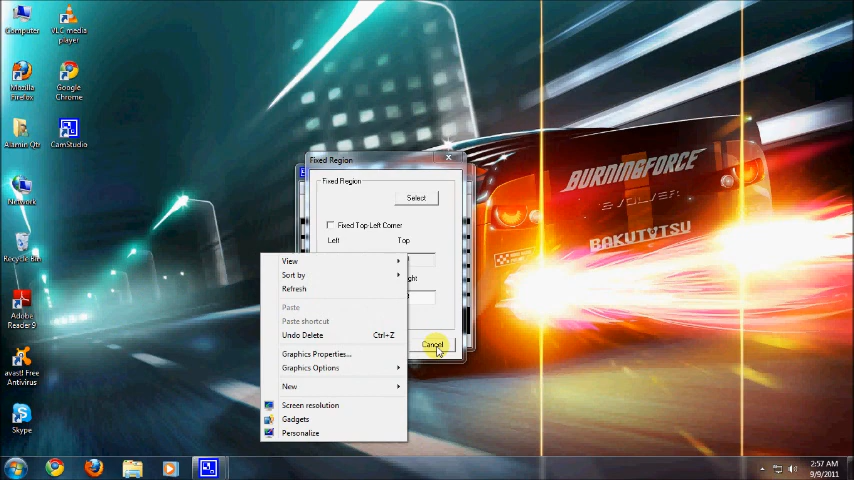 Computer
VLC media
player
Mozilla
Firefox
Google
Chrome
Alamin Qtr
CamStudio
Network
Recycle Bin
Adobe
Reader 9
avast! Free
Antivirus
Skype
Fixed Region
Fixed Region
Select
Fixed Top-Left Corner
Left
Top
Cancel
View
Sort by
Refresh
Paste
Paste shortcut
Undo Delete Ctrl+Z
Graphics Properties...
Graphics Options
New
Screen resolution
Gadgets
Personalize
BURNINGFORCE
EVOLVER
BAKUTATSU
2:57 AM
9/9/2011